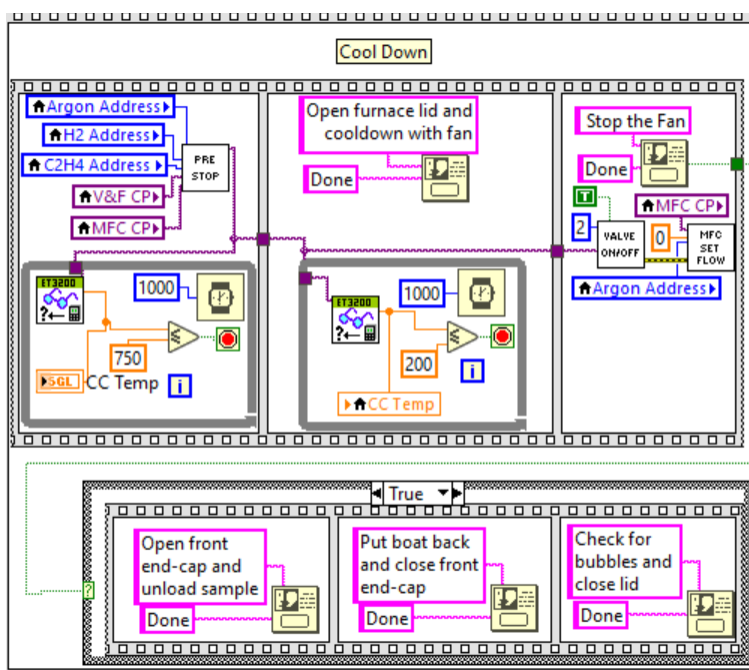 Cool Down
Argon Address
H2 Address
C2H4 Address
V&F CP
MFC CP
PRE
STOP
ET3200
?
1000
750
SGL
CC Temp
i
Open furnace lid and
cooldown with fan
Done
ET3200
?
1000
200
i
CC Temp
Stop the Fan
Done
T
2
VALVE
ON/OFF
MFC CP
0
MFC
SET
FLOW
Argon Address
True
?
Open front
end-cap and
unload sample
Done
Put boat back
and close front
end-cap
Done
Check for
bubbles and
close lid
Done